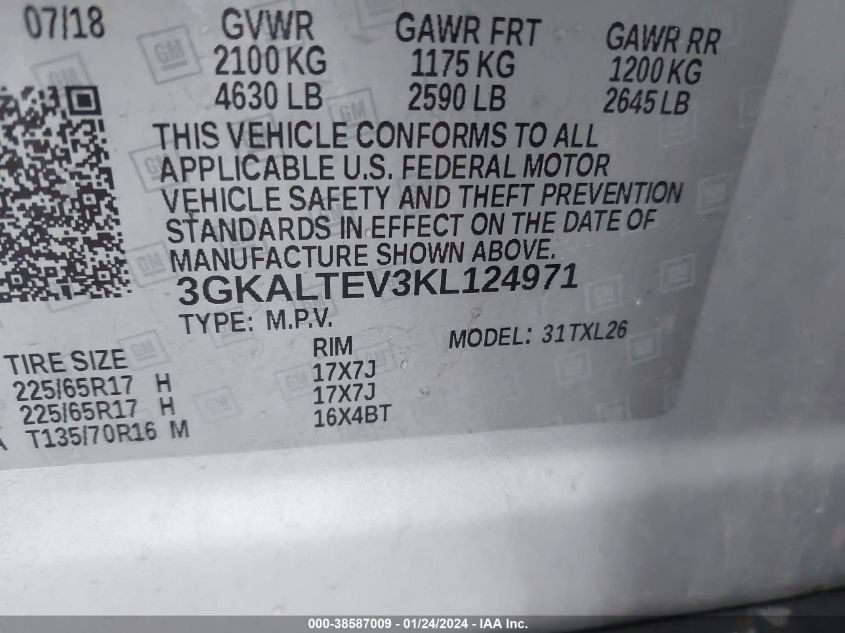 07/18 GVWR GAWR FRT GAWR RR
2100 KG 1175 KG 1200 KG
4630 LB 2590 LB 2645 LB
THIS VEHICLE CONFORMS TO ALL
APPLICABLE U.S. FEDERAL MOTOR
VEHICLE SAFETY AND THEFT PREVENTION
STANDARDS IN EFFECT ON THE DATE OF
MANUFACTURE SHOWN ABOVE.
3GKALTEV3KL124971
TYPE: M.P.V. MODEL: 31TXL26
TIRE SIZE RIM
225/65R17 H 17X7J
225/65R17 H 17X7J
T135/70R16 M 16X4BT
000-38587009 - 01/24/2024 - IAA Inc.